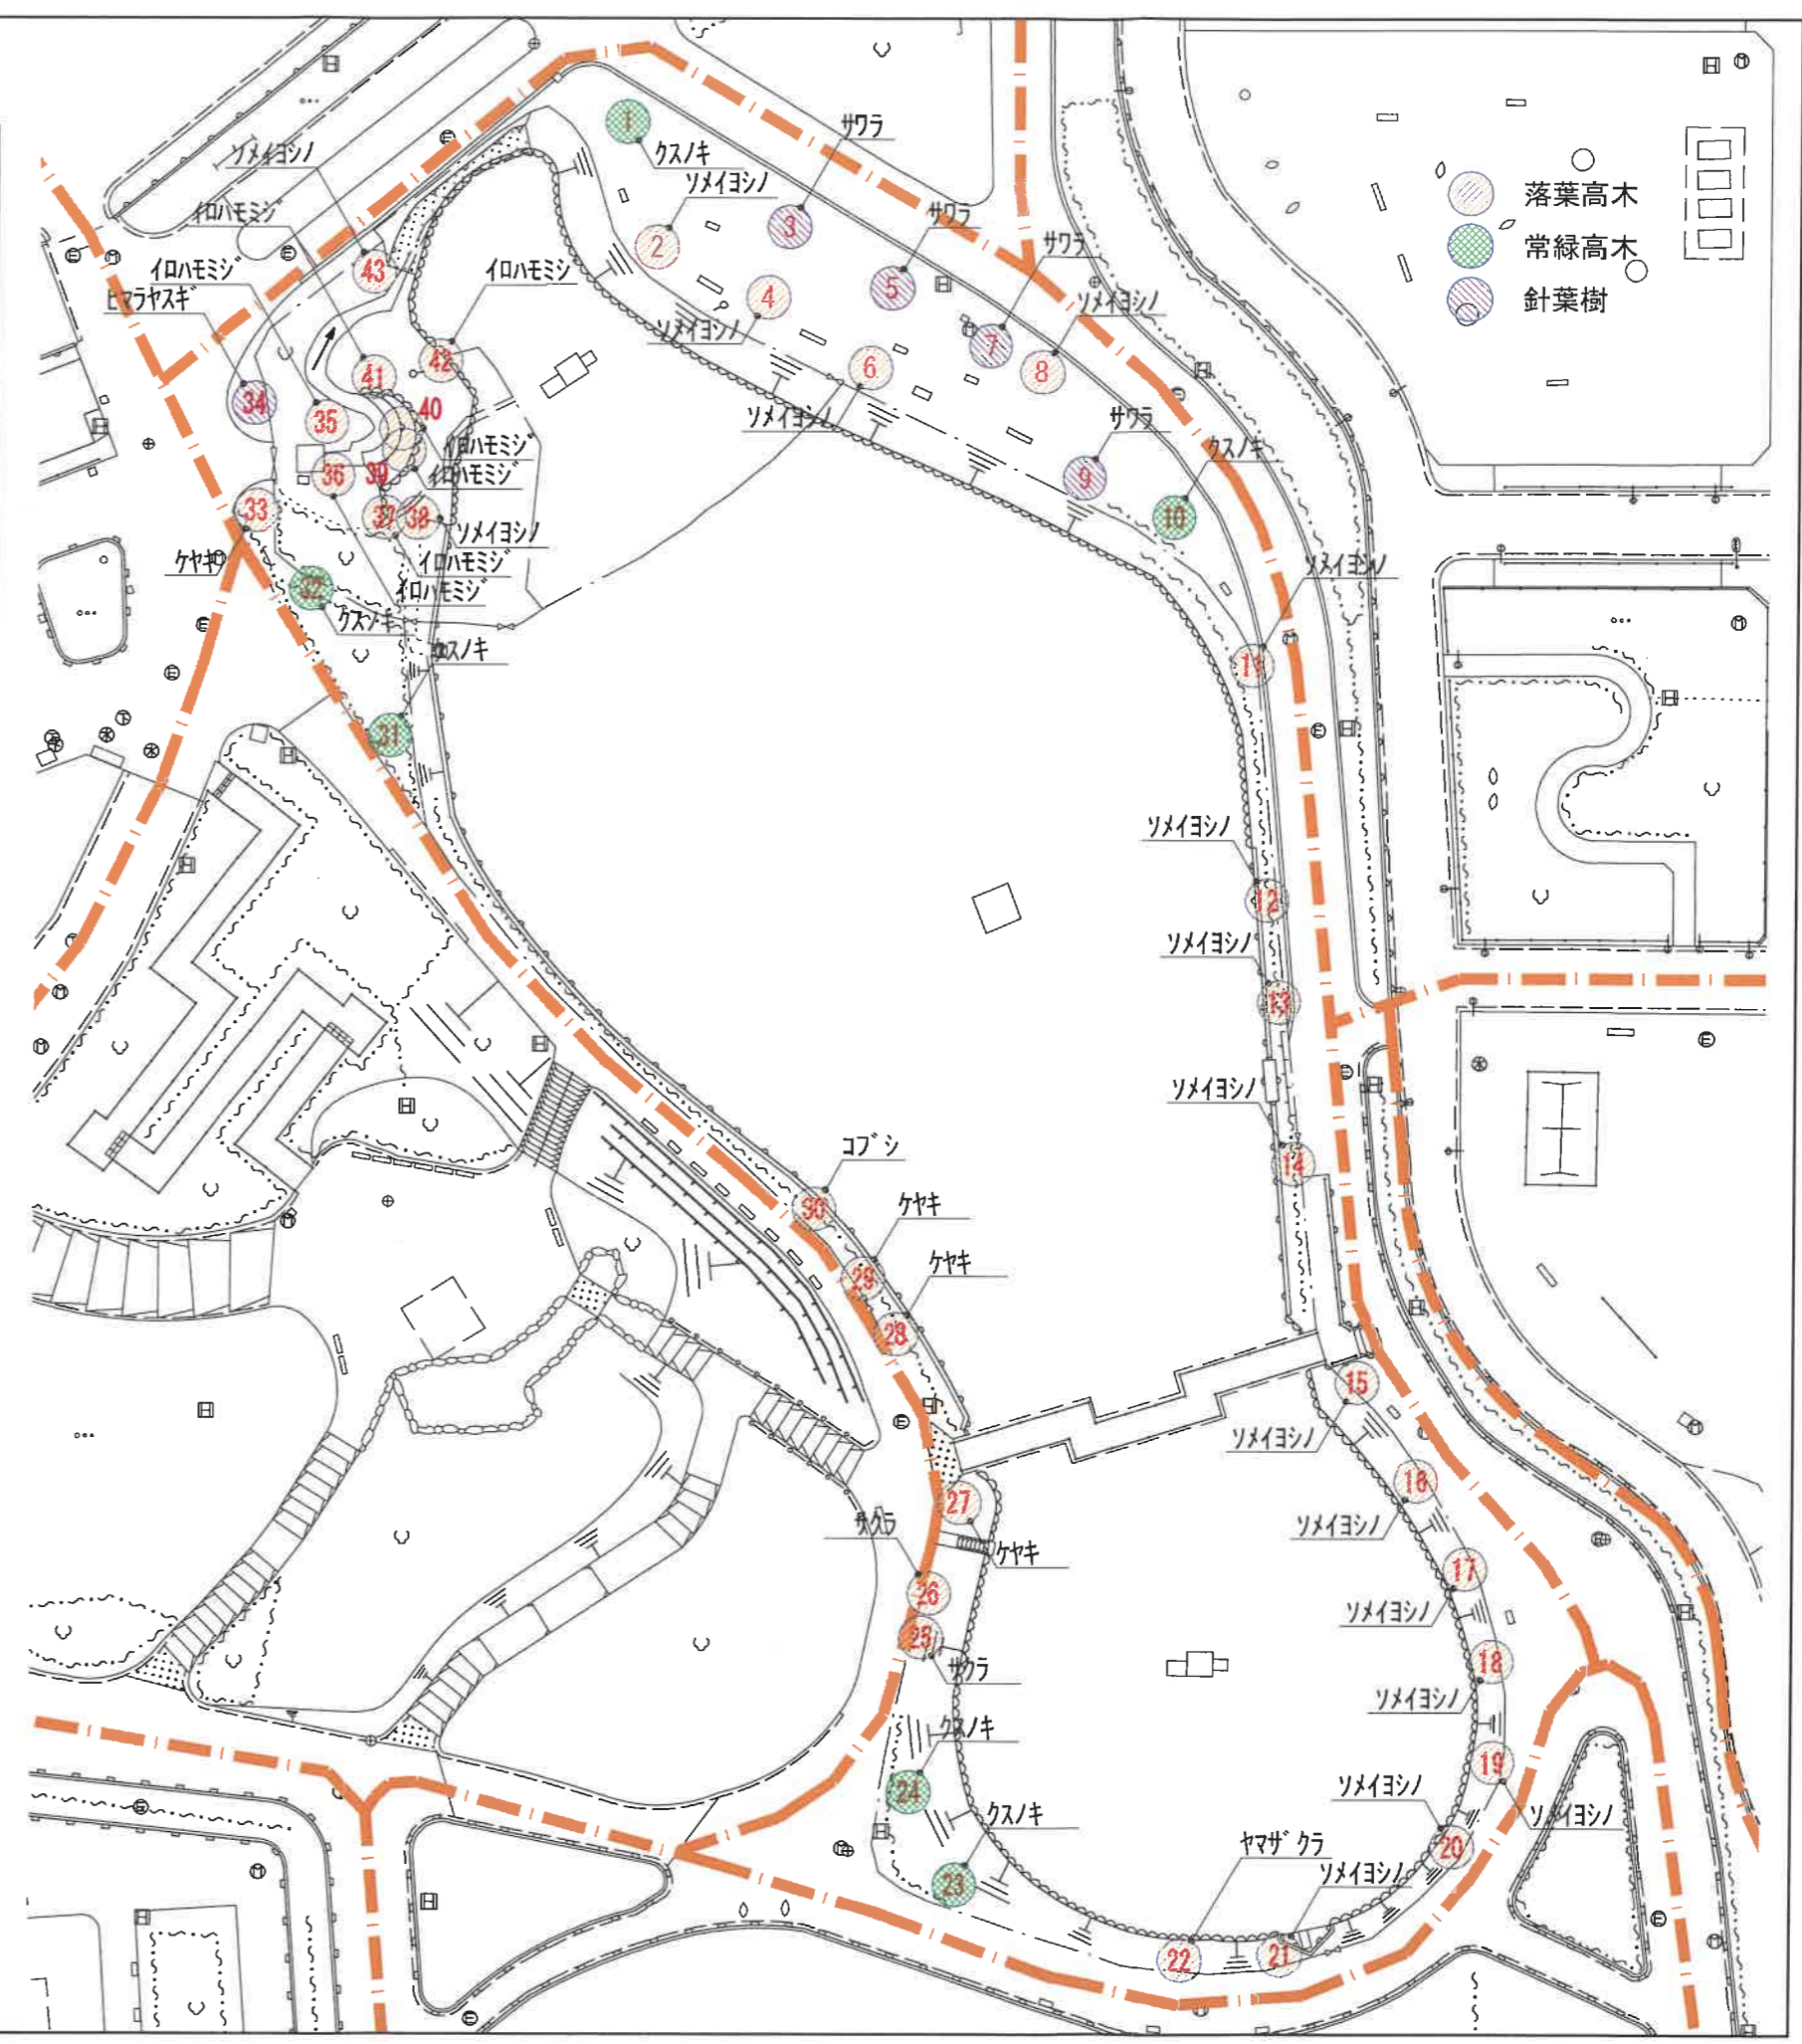 落葉高木
常緑高木
針葉樹
1
クスノキ
2
ソメイヨシノ
3
サワラ
4
ソメイヨシノ
5
サワラ
6
ソメイヨシノ
7
サワラ
8
ソメイヨシノ
9
サワラ
10
クスノキ
11
ソメイヨシノ
12
ソメイヨシノ
13
ソメイヨシノ
14
ソメイヨシノ
15
ソメイヨシノ
16
ソメイヨシノ
17
ソメイヨシノ
18
ソメイヨシノ
19
ソメイヨシノ
20
ソメイヨシノ
21
ソメイヨシノ
22
ヤマザクラ
23
クスノキ
24
クスノキ
25
サクラ
26
サクラ
27
ケヤキ
28
ケヤキ
29
ケヤキ
30
コブシ
31
クスノキ
32
クスノキ
33
ケヤキ
34
ヒマラヤスギ
35
イロハモミジ
36
イロハモミジ
37
イロハモミジ
38
ソメイヨシノ
39
イロハモミジ
40
イロハモミジ
41
イロハモミジ
42
イロハモミジ
43
ソメイヨシノ